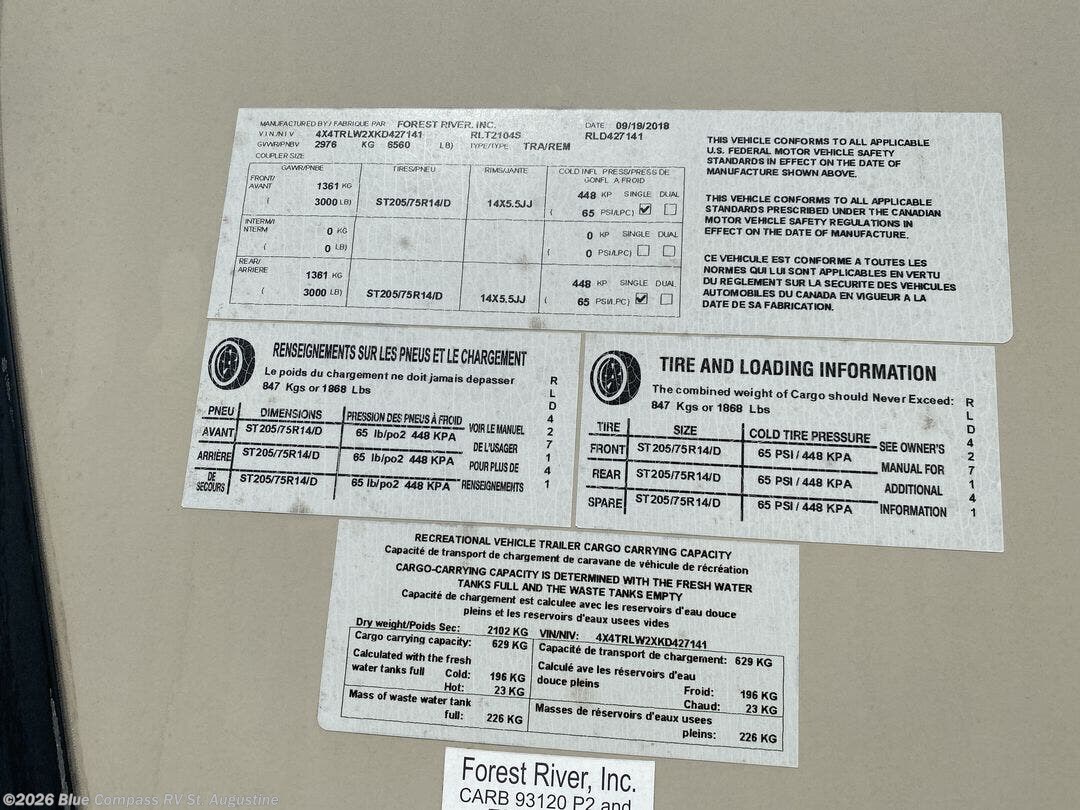 MANUFACTURED BY / FABRIQUE PAR FOREST RIVER, INC. DATE 09/19/2018
V.I.N./N.I.V 4X4TRLW2XKD427141 RLT2104S RLD427141
GVWR/PNBV 2976 KG 6560 LB) TYPE/TYPE TRA/REM
COUPLER SIZE
GAWR/PNBE TIRES/PNEU RIMS/JANTE COLD INFL PRESS/PRESS DE GONFL A FROID
FRONT/ AVANT 1361 KG 448 KP SINGLE DUAL
( 3000 LB) ST205/75R14/D 14X5.5JJ ( 65 PSI/LPC)
INTERM/I NTERM 0 KG 0 KP SINGLE DUAL
( 0 LB) ( 0 PSI/LPC)
REAR/ ARRIERE 1361 KG 448 KP SINGLE DUAL
( 3000 LB) ST205/75R14/D 14X5.5JJ ( 65 PSI/LPC)
THIS VEHICLE CONFORMS TO ALL APPLICABLE
U.S. FEDERAL MOTOR VEHICLE SAFETY
STANDARDS IN EFFECT ON THE DATE OF
MANUFACTURE SHOWN ABOVE.
THIS VEHICLE CONFORMS TO ALL APPLICABLE
STANDARDS PRESCRIBED UNDER THE CANADIAN
MOTOR VEHICLE SAFETY REGULATIONS IN
EFFECT ON THE DATE OF MANUFACTURE.
CE VEHICULE EST CONFORME A TOUTES LES
NORMES QUI LUI SONT APPLICABLES EN VERTU
DU REGLEMENT SUR LA SECURITE DES VEHICULES
AUTOMOBILES DU CANADA EN VIGUEUR A LA
DATE DE SA FABRICATION.
RENSEIGNEMENTS SUR LES PNEUS ET LE CHARGEMENT
Le poids du chargement ne doit jamais depasser
847 Kgs or 1868 Lbs
PNEU DIMENSIONS PRESSION DES PNEUS À FROID
AVANT ST205/75R14/D 65 lb/po2 448 KPA
ARRIÈRE ST205/75R14/D 65 lb/po2 448 KPA
DE SECOURS ST205/75R14/D 65 lb/po2 448 KPA
VOIR LE MANUEL
DE L'USAGER
POUR PLUS DE
RENSEIGNEMENTS
RLD427141
TIRE AND LOADING INFORMATION
The combined weight of Cargo should Never Exceed:
847 Kgs or 1868 Lbs
TIRE SIZE COLD TIRE PRESSURE
FRONT ST205/75R14/D 65 PSI / 448 KPA
REAR ST205/75R14/D 65 PSI / 448 KPA
SPARE ST205/75R14/D 65 PSI / 448 KPA
SEE OWNER'S
MANUAL FOR
ADDITIONAL
INFORMATION
RLD427141
RECREATIONAL VEHICLE TRAILER CARGO CARRYING CAPACITY
Capacité de transport de chargement de caravane de véhicule de récréation
CARGO-CARRYING CAPACITY IS DETERMINED WITH THE FRESH WATER
TANKS FULL AND THE WASTE TANKS EMPTY
Capacité de chargement est calculee avec les reservoirs d'eau douce
pleins et les reservoirs d'eaux usees vides
Dry weight/Poids Sec: 2102 KG VIN/NIV: 4X4TRLW2XKD427141
Cargo carrying capacity: 629 KG
Calculated with the fresh
water tanks full Cold: 196 KG
Hot: 23 KG
Mass of waste water tank
full: 226 KG
Capacité de transport de chargement: 629 KG
Calculé ave les réservoirs d'eau
douce pleins
Froid: 196 KG
Chaud: 23 KG
Masses de réservoirs d'eaux usees
pleins: 226 KG
Forest River, Inc.
CARB 93120 P2 and
©2026 Blue Compass RV St. Augustine